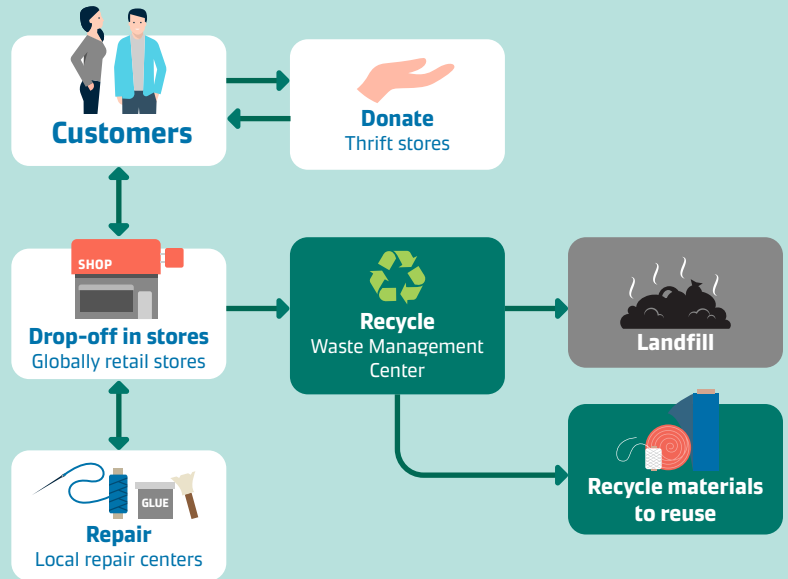 Customers
Donate
Thrift stores
SHOP
Drop-off in stores
Globally retail stores
Recycle
Waste Management
Center
Landfill
GLUE
Repair
Local repair centers
Recycle materials
to reuse